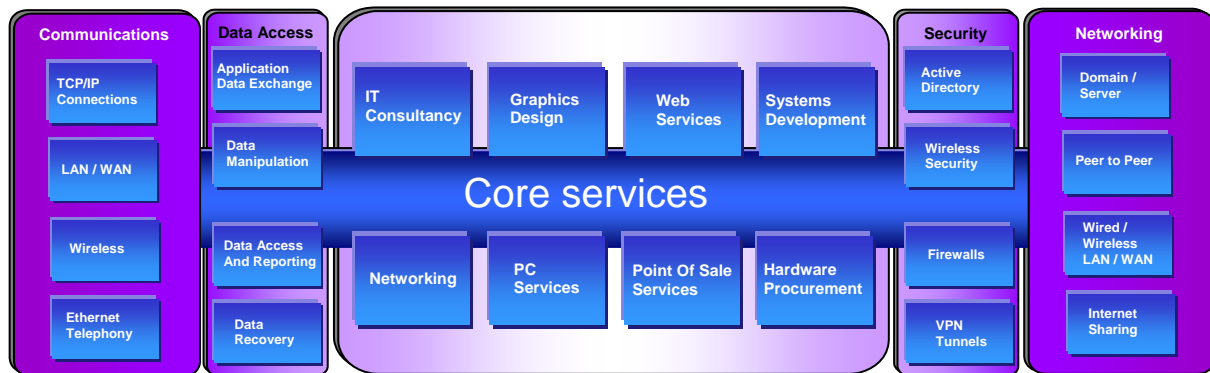 Communications
TCP/IP
Connections
LAN / WAN
Wireless
Ethernet
Telephony
Data Access
Application
Data Exchange
Data
Manipulation
Data Access
And Reporting
Data
Recovery
IT
Consultancy
Graphics
Design
Web
Services
Systems
Development
Core services
Networking
PC
Services
Point Of Sale
Services
Hardware
Procurement
Security
Active
Directory
Wireless
Security
Firewalls
VPN
Tunnels
Networking
Domain /
Server
Peer to Peer
Wired /
Wireless
LAN / WAN
Internet
Sharing